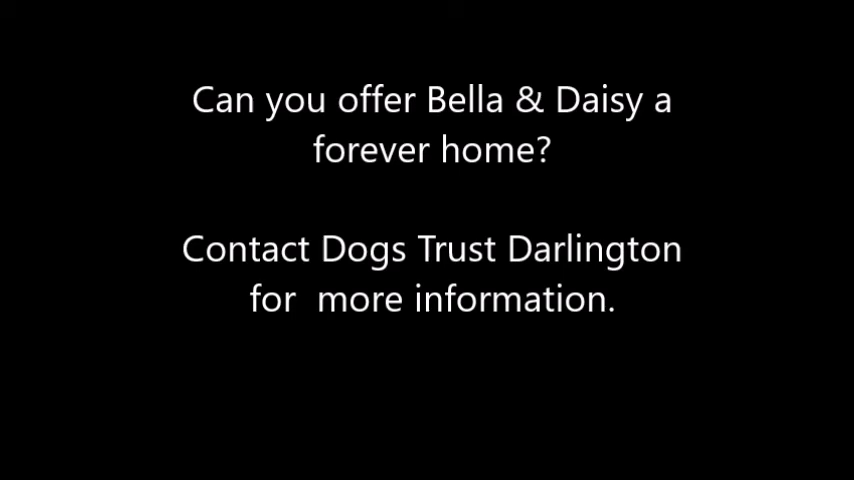 Can you offer Bella & Daisy a
forever home?
Contact Dogs Trust Darlington
for  more information.